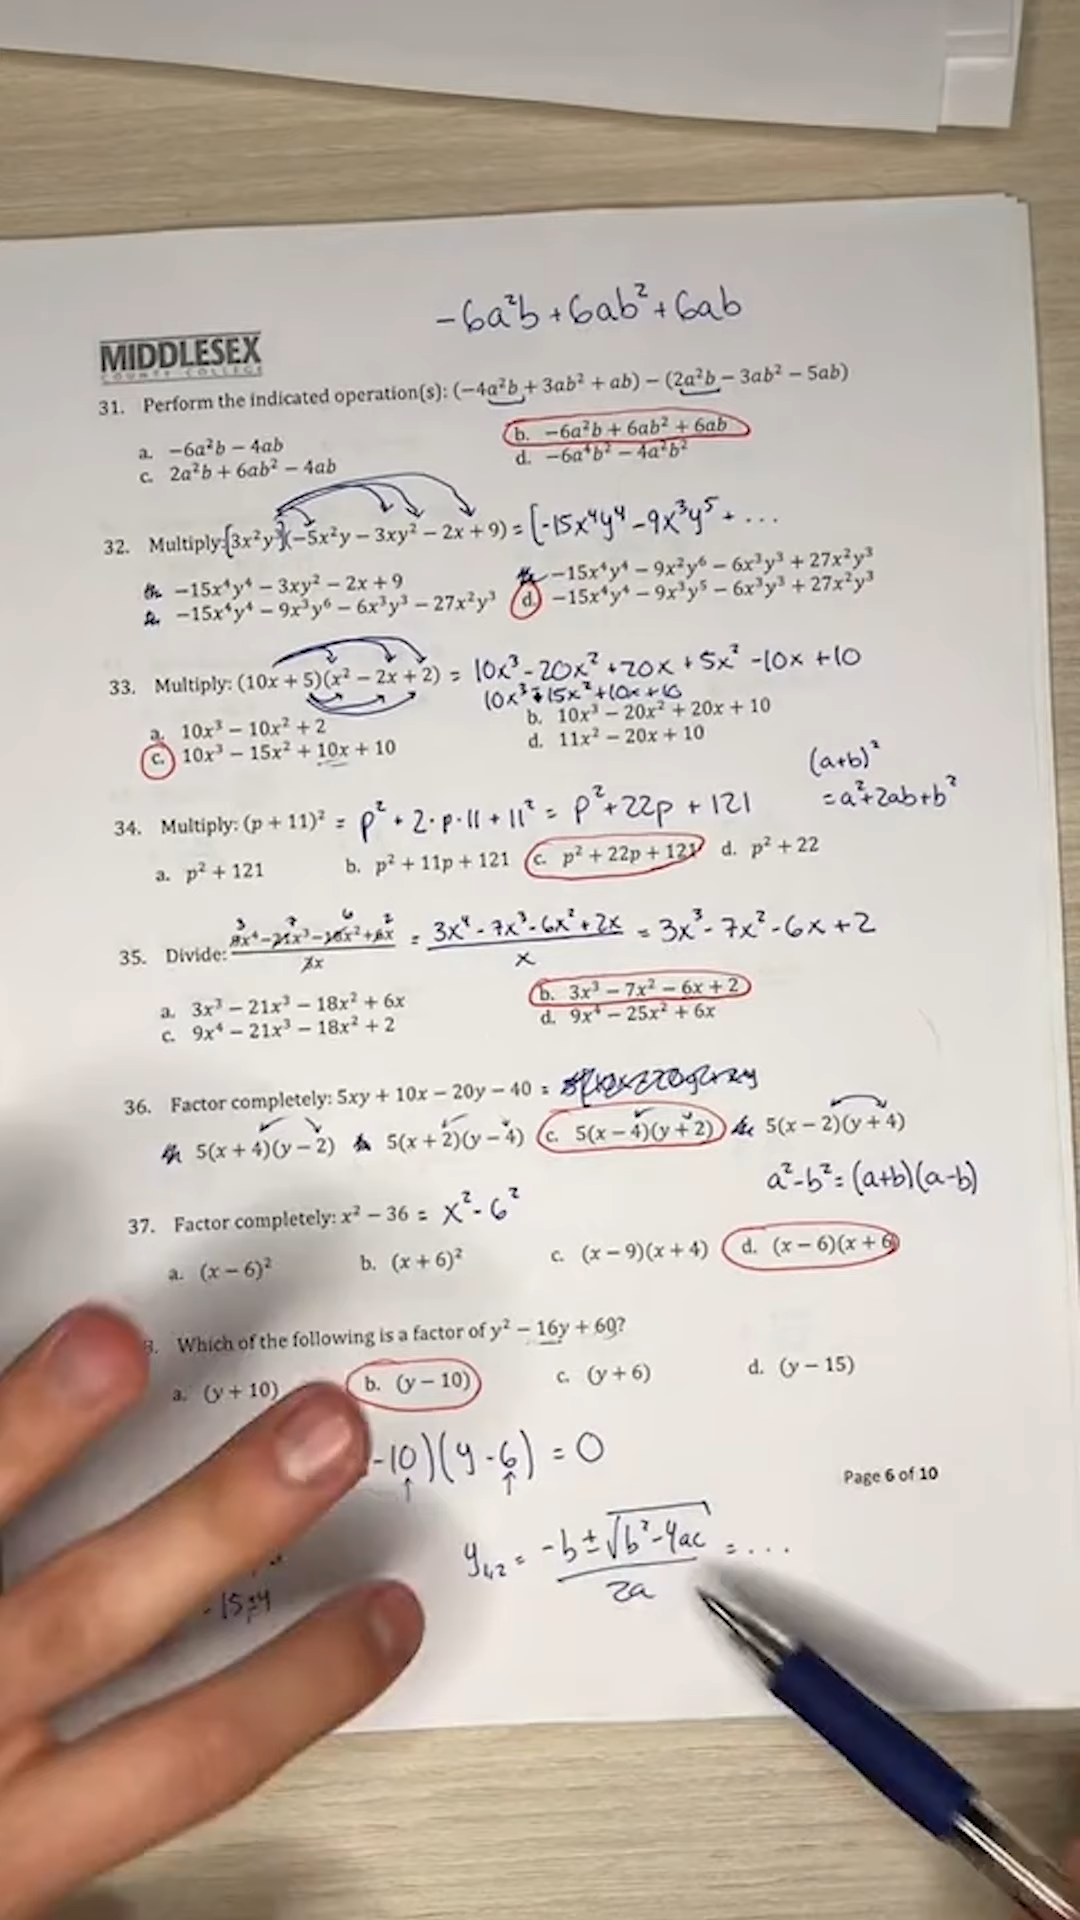 -6a²b + 6ab² + 6ab
MIDDLESEX
COUNTY COLLEGE
31. Perform the indicated operation(s): (−4a²b + 3ab² + ab) − (2a²b − 3ab² − 5ab)
a. −6a²b − 4ab
b. −6a²b + 6ab² + 6ab
c. 2a²b + 6ab² − 4ab
d. −6a⁴b² − 4a²b²
32. Multiply: (3x²y³)(−5x²y − 3xy² − 2x + 9) = [-15x⁴y⁴ - 9x³y⁵ + ...
−15x⁴y⁴ − 3xy² − 2x + 9
−15x⁴y⁴ − 9x²y⁶ − 6x³y³ + 27x²y³
−15x⁴y⁴ − 9x³y⁶ − 6x³y³ − 27x²y³
d. −15x⁴y⁴ − 9x³y⁵ − 6x³y³ + 27x²y³
33. Multiply: (10x + 5)(x² − 2x + 2) = 10x³ - 20x² + 20x + 5x² - 10x + 10
10x³ - 15x² + 10x + 10
a. 10x³ − 10x² + 2
b. 10x³ − 20x² + 20x + 10
c. 10x³ − 15x² + 10x + 10
d. 11x² − 20x + 10
(a+b)²
= a² + 2ab + b²
34. Multiply: (p + 11)² = p² + 2·p·11 + 11² = p² + 22p + 121
a. p² + 121 b. p² + 11p + 121 c. p² + 22p + 121 d. p² + 22
3 7 6 2
35. Divide: 9x⁴−21x³−18x²+6x / 3x = 3x⁴ - 7x³ - 6x² + 2x / x = 3x³ - 7x² - 6x + 2
a. 3x³ − 21x³ − 18x² + 6x
b. 3x³ − 7x² − 6x + 2
c. 9x⁴ − 21x³ − 18x² + 2
d. 9x⁴ − 25x² + 6x
36. Factor completely: 5xy + 10x − 20y − 40 =
5(x + 4)(y − 2) 5(x + 2)(y − 4) c. 5(x − 4)(y + 2) 5(x − 2)(y + 4)
a² - b² = (a+b)(a-b)
37. Factor completely: x² − 36 = x² - 6²
a. (x − 6)² b. (x + 6)² c. (x − 9)(x + 4) d. (x − 6)(x + 6)
8. Which of the following is a factor of y² − 16y + 60?
a. (y + 10) b. (y − 10) c. (y + 6) d. (y − 15)
-10)(y - 6) = 0
Page 6 of 10
y₁,₂ = -b ± √b² - 4ac / 2a = ...